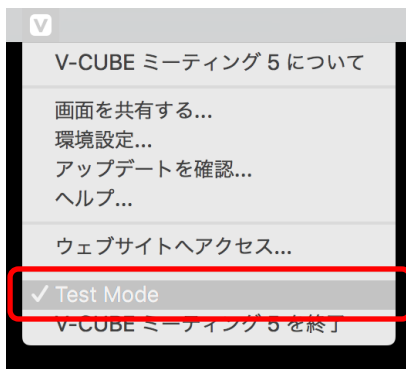 V
V-CUBE ミーティング 5 について
画面を共有する...
環境設定...
アップデートを確認...
ヘルプ...
ウェブサイトへアクセス...
✓ Test Mode
V-CUBE ミーティング 5 を終了